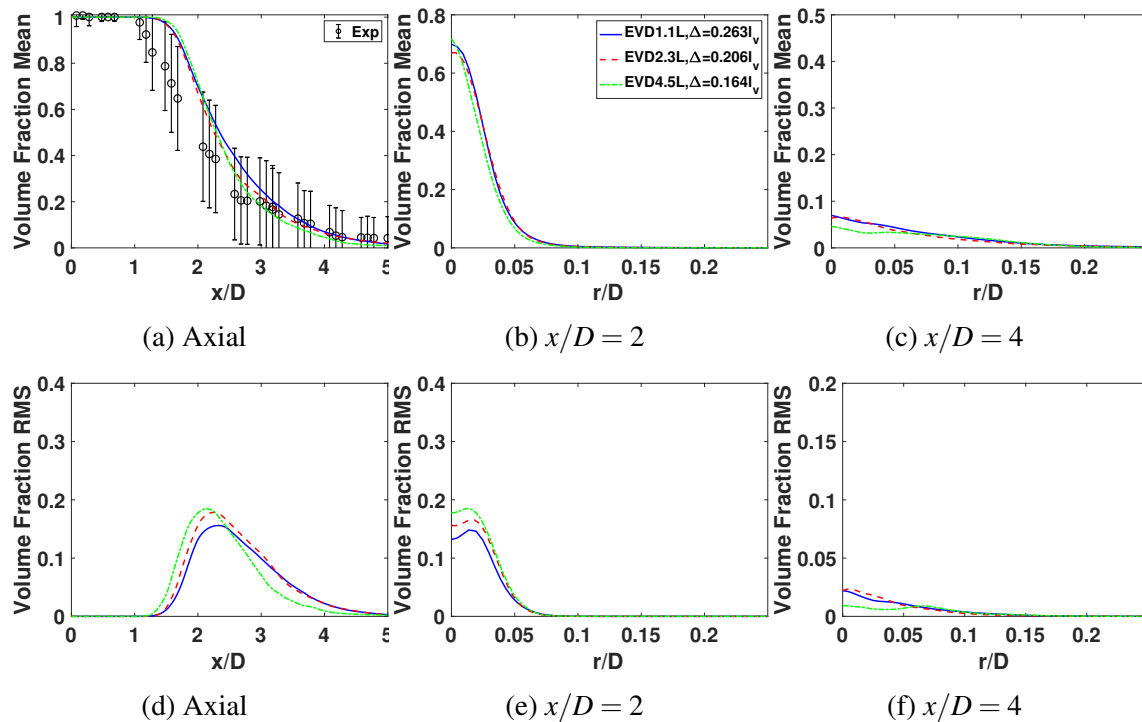 Volume Fraction Mean
1
0.8
0.6
0.4
0.2
0
0 1 2 3 4 5
x/D
Exp
(a) Axial
Volume Fraction Mean
0.8
0.6
0.4
0.2
0
0 0.05 0.1 0.15 0.2
r/D
EVD1.1L,Δ=0.263l_v
EVD2.3L,Δ=0.206l_v
EVD4.5L,Δ=0.164l_v
(b) x/D = 2
Volume Fraction Mean
0.5
0.4
0.3
0.2
0.1
0
0 0.05 0.1 0.15 0.2
r/D
(c) x/D = 4
Volume Fraction RMS
0.4
0.3
0.2
0.1
0
0 1 2 3 4 5
x/D
(d) Axial
Volume Fraction RMS
0.4
0.3
0.2
0.1
0
0 0.05 0.1 0.15 0.2
r/D
(e) x/D = 2
Volume Fraction RMS
0.2
0.15
0.1
0.05
0
0 0.05 0.1 0.15 0.2
r/D
(f) x/D = 4